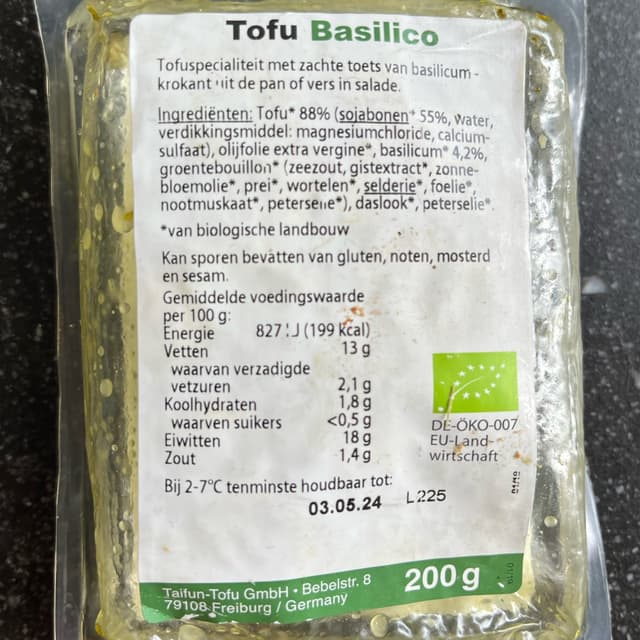 Tofu Basilico
Tofuspecialiteit met zachte toets van basilicum -
krokant uit de pan of vers in salade.
Ingrediënten: Tofu* 88% (sojabonen* 55%, water,
verdikkingsmiddel: magnesiumchloride, calcium-
sulfaat), olijfolie extra vergine*, basilicum* 4,2%,
groentebouillon* (zeezout, gistextract*, zonne-
bloemolie*, prei*, wortelen*, selderie*, foelie*,
nootmuskaat*, peterselie*), daslook*, peterselie*.
*van biologische landbouw
Kan sporen bevatten van gluten, noten, mosterd
en sesam.
Gemiddelde voedingswaarde
per 100 g:
Energie 827 kJ (199 kcal)
Vetten 13 g
waarvan verzadigde
vetzuren 2,1 g
Koolhydraten 1,8 g
waarven suikers <0,5 g
Eiwitten 18 g
Zout 1,4 g
DE-ÖKO-007
EU-Land-
wirtschaft
Bij 2-7°C tenminste houdbaar tot:
03.05.24 L225
Taifun-Tofu GmbH • Bebelstr. 8
79108 Freiburg / Germany
200 g